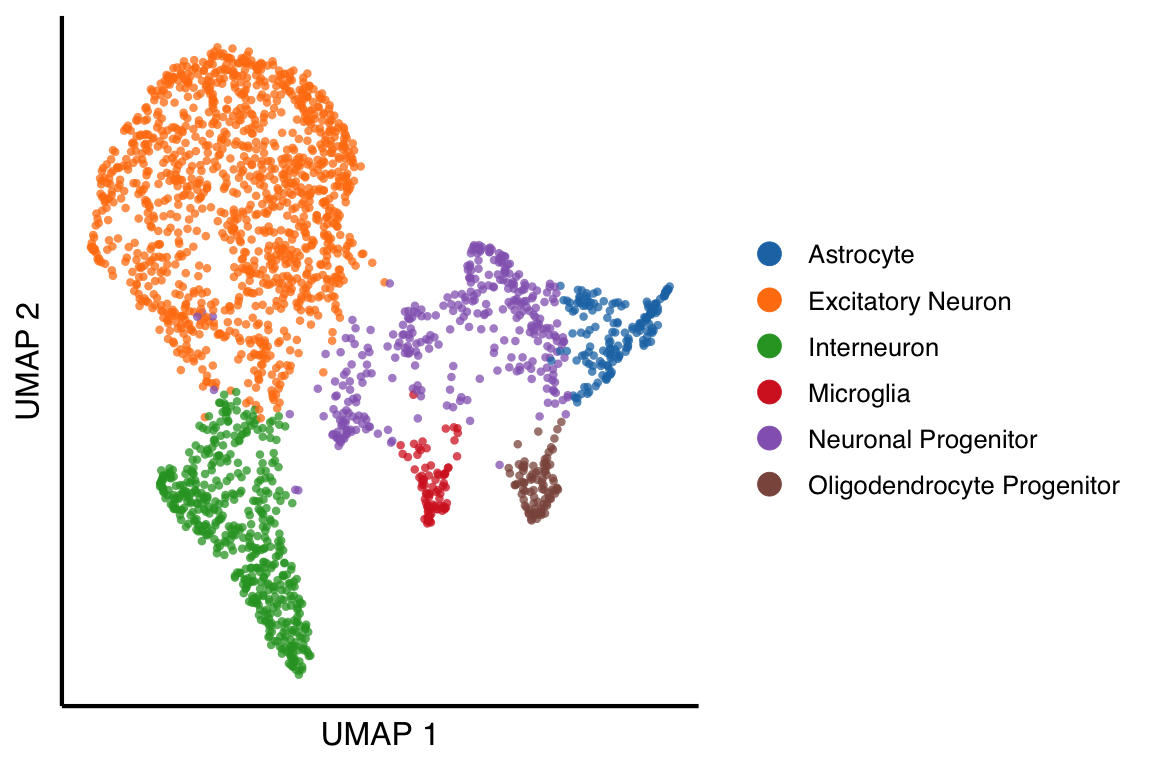 UMAP 2
UMAP 1
Astrocyte
Excitatory Neuron
Interneuron
Microglia
Neuronal Progenitor
Oligodendrocyte Progenitor